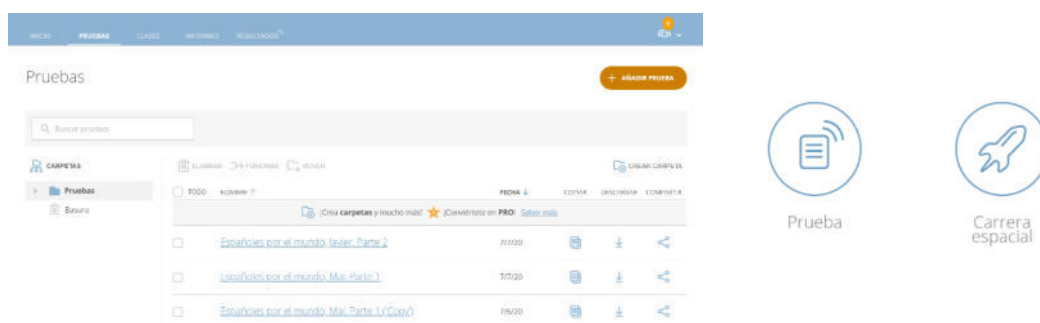 INICIO PRUEBAS CLASES INFORMES RESULTADOS
Pruebas
+ AÑADIR PRUEBA
Buscar pruebas
CARPETAS
ELIMINAR FUSIONAR MOVER
CREAR CARPETA
Pruebas
Basura
TODO NOMBRE ↑ FECHA ↓ COPIAR DESCARGAR COMPARTIR
¡Crea carpetas y mucho más! ¡Conviértete en PRO! Saber más
Españoles por el mundo, Javier, Parte 2 7/7/20
Españoles por el mundo, Mai, Parte 1 7/7/20
Españoles por el mundo, Mai, Parte 1 (Copy) 7/6/20
Prueba
Carrera
espacial